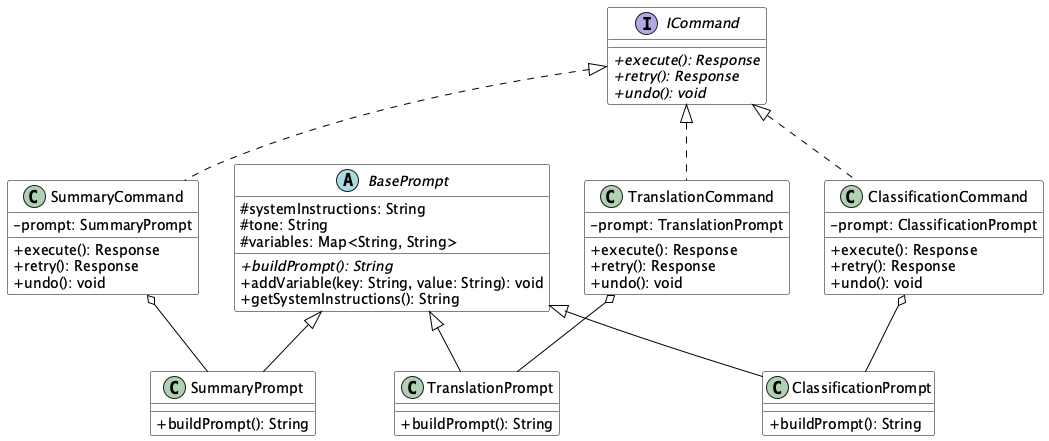 I ICommand
+execute(): Response
+retry(): Response
+undo(): void
C SummaryCommand
-prompt: SummaryPrompt
+execute(): Response
+retry(): Response
+undo(): void
A BasePrompt
#systemInstructions: String
#tone: String
#variables: Map<String, String>
+buildPrompt(): String
+addVariable(key: String, value: String): void
+getSystemInstructions(): String
C TranslationCommand
-prompt: TranslationPrompt
+execute(): Response
+retry(): Response
+undo(): void
C ClassificationCommand
-prompt: ClassificationPrompt
+execute(): Response
+retry(): Response
+undo(): void
C SummaryPrompt
+buildPrompt(): String
C TranslationPrompt
+buildPrompt(): String
C ClassificationPrompt
+buildPrompt(): String